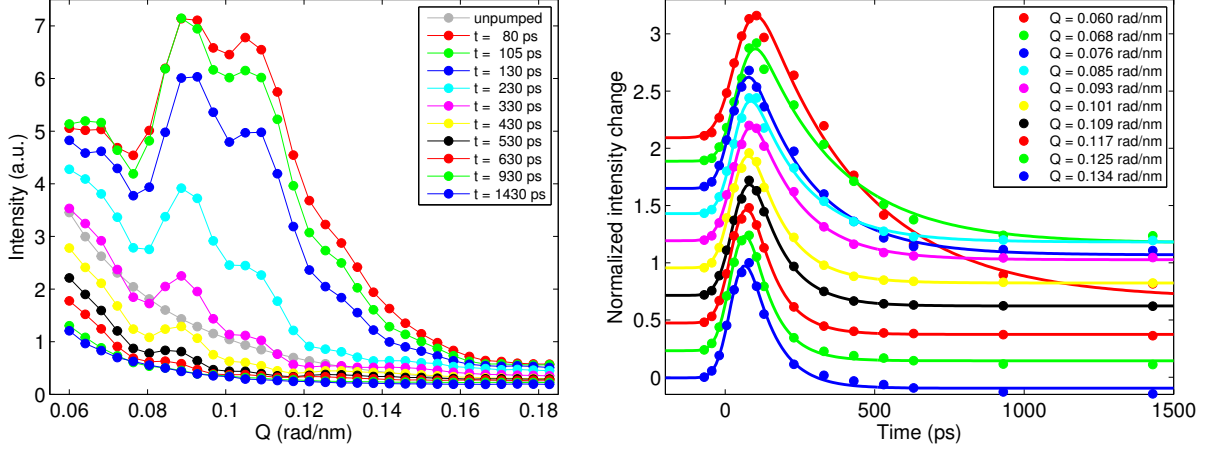 7
6
5
4
3
2
1
0
Intensity (a.u.)
0.06
0.08
0.1
0.12
0.14
0.16
0.18
Q (rad/nm)
unpumped
t = 80 ps
t = 105 ps
t = 130 ps
t = 230 ps
t = 330 ps
t = 430 ps
t = 530 ps
t = 630 ps
t = 930 ps
t = 1430 ps
3
2.5
2
1.5
1
0.5
0
Normalized intensity change
0
500
1000
1500
Time (ps)
Q = 0.060 rad/nm
Q = 0.068 rad/nm
Q = 0.076 rad/nm
Q = 0.085 rad/nm
Q = 0.093 rad/nm
Q = 0.101 rad/nm
Q = 0.109 rad/nm
Q = 0.117 rad/nm
Q = 0.125 rad/nm
Q = 0.134 rad/nm